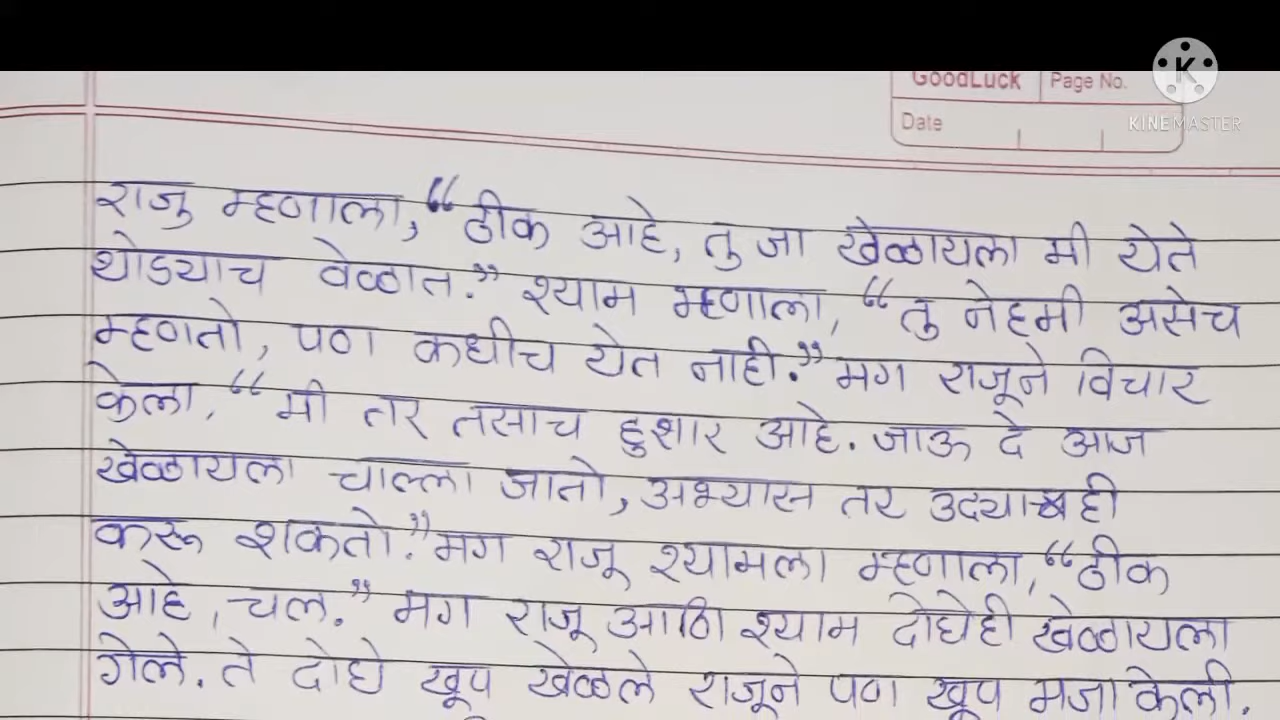 GoodLuck Page No.
K
Date
KINEMASTER
राजु म्हणाला, “ठीक आहे, तु जा खेळायला मी येते
थोड्याच वेळात.” श्याम म्हणाला, “तु नेहमी असेच
म्हणतो, पण कधीच येत नाही.” मग राजूने विचार
केला, “मी तर तसाच हुशार आहे. जाऊ दे आज
खेळायला चाल्ला जातो, अभ्यास तर उद्याही
करू शकतो.” मग राजू श्यामला म्हणाला, “ठीक
आहे, चल.” मग राजू आणि श्याम दोघेही खेळायला
गेले. ते दोघे खूप खेळले राजूने पण खूप मजा केली.